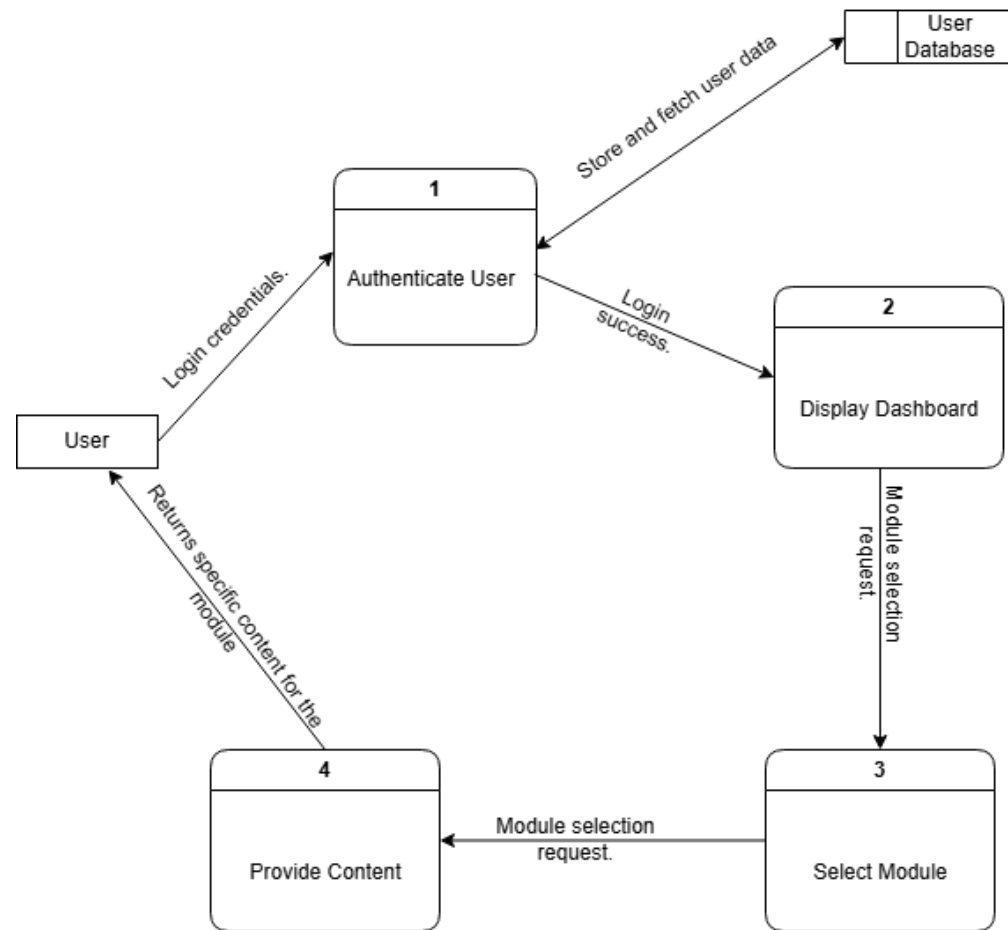 User
Database
Store and fetch user data
1
Authenticate User
Login credentials.
Login
success.
2
Display Dashboard
User
Returns specific content for the
module
Module selection
request.
4
Provide Content
Module selection
request.
3
Select Module